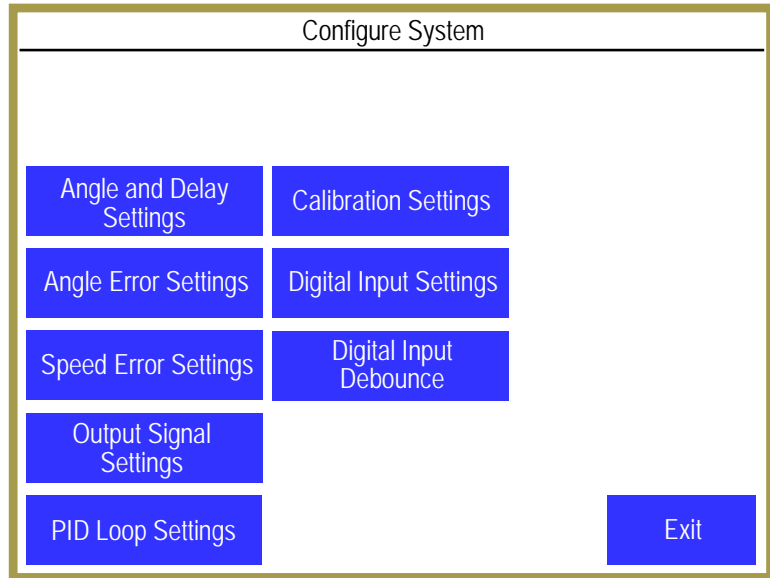 Configure System
Angle and Delay
Settings
Calibration Settings
Angle Error Settings
Digital Input Settings
Speed Error Settings
Digital Input
Debounce
Output Signal
Settings
PID Loop Settings
Exit